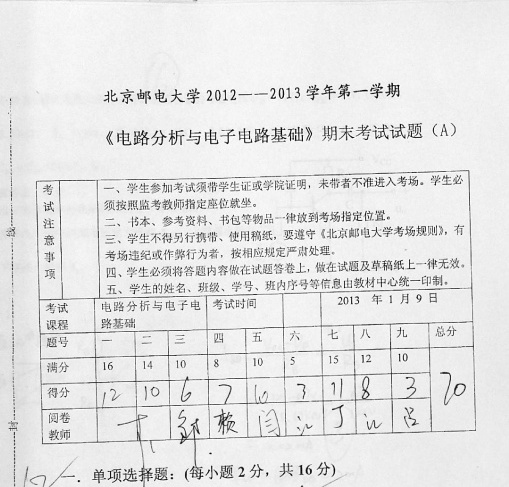 北京邮电大学 2012——2013 学年第一学期
《电路分析与电子电路基础》期末考试试题（A）
考试注意事项
一、学生参加考试须带学生证或学院证明，未带者不准进入考场。学生必
须按照监考教师指定座位就坐。
二、书本、参考资料、书包等物品一律放到考场指定位置。
三、学生不得另行携带、使用稿纸，要遵守《北京邮电大学考场规则》，有
考场违纪或作弊行为者，按相应规定严肃处理。
四、学生必须将答题内容做在试题答卷上，做在试题及草稿纸上一律无效。
五、学生的姓名、班级、学号、班内序号等信息由教材中心统一印制。
考试课程 电路分析与电子电路基础 考试时间 2013 年 1 月 9 日
题号 一 二 三 四 五 六 七 八 九 总分
满分 16 14 10 8 10 5 15 12 10
得分 12 10 6 7 10 3 11 8 3 70
阅卷教师 赖 闫 丁 吕
一. 单项选择题：(每小题 2 分，共 16 分)